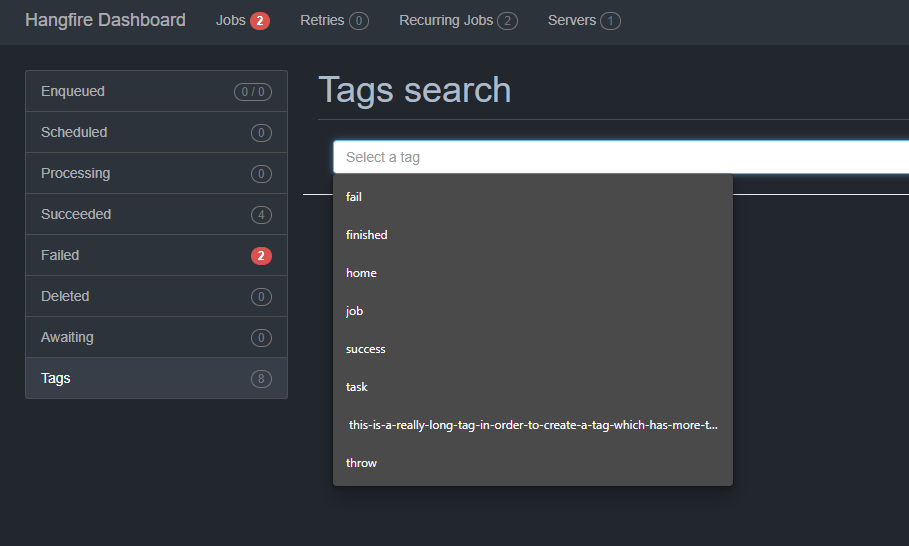 Hangfire Dashboard Jobs 2 Retries 0 Recurring Jobs 2 Servers 1
Enqueued 0 / 0
Scheduled 0
Processing 0
Succeeded 4
Failed 2
Deleted 0
Awaiting 0
Tags 8
Tags search
Select a tag
fail
finished
home
job
success
task
this-is-a-really-long-tag-in-order-to-create-a-tag-which-has-more-t...
throw